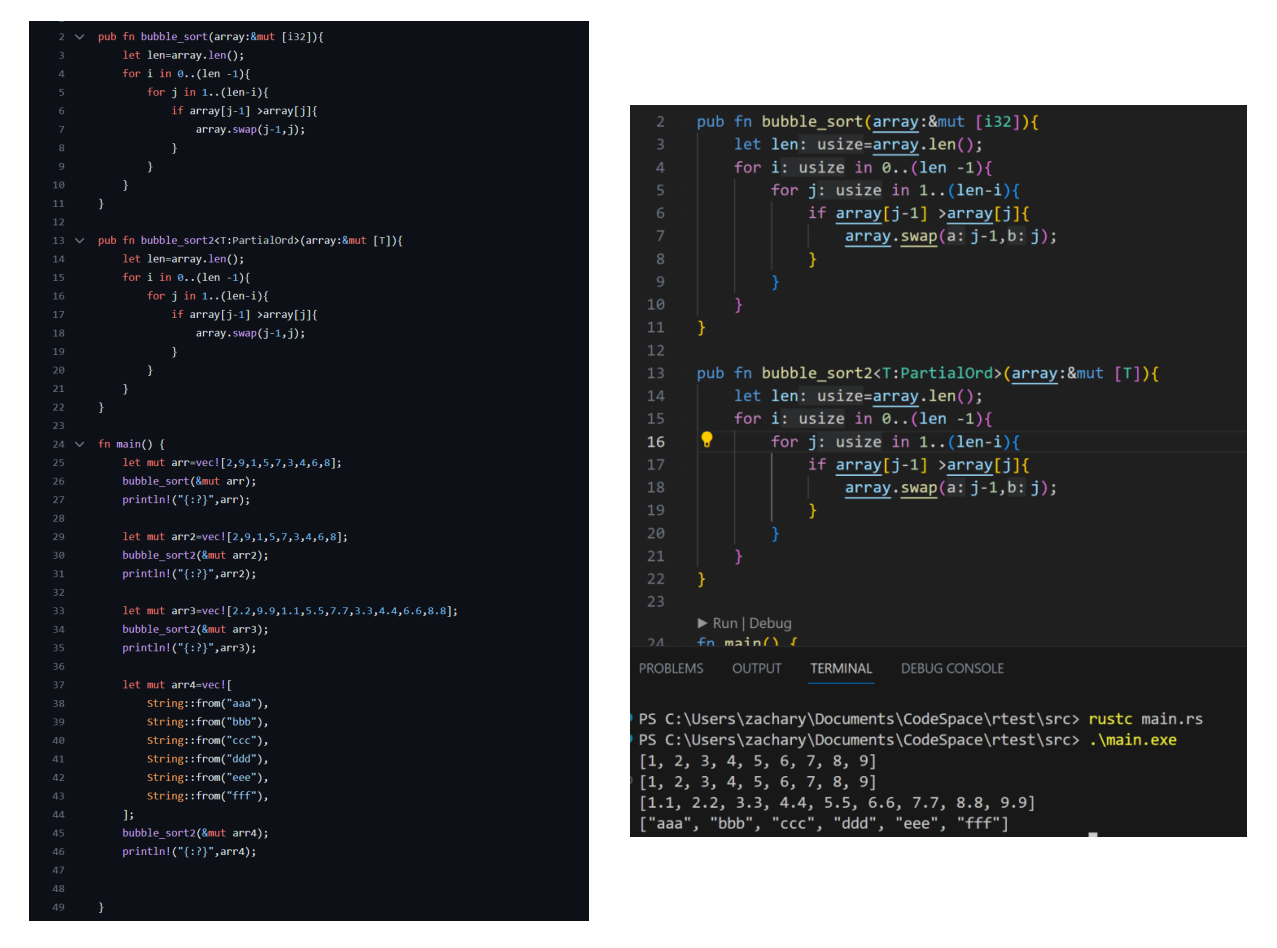 2 pub fn bubble_sort(array:&mut [i32]){
3     let len=array.len();
4     for i in 0..(len -1){
5         for j in 1..(len-i){
6             if array[j-1] >array[j]{
7                 array.swap(j-1,j);
8             }
9         }
10     }
11 }
12
13 pub fn bubble_sort2<T:PartialOrd>(array:&mut [T]){
14     let len=array.len();
15     for i in 0..(len -1){
16         for j in 1..(len-i){
17             if array[j-1] >array[j]{
18                 array.swap(j-1,j);
19             }
20         }
21     }
22 }
23
24 fn main() {
25     let mut arr=vec![2,9,1,5,7,3,4,6,8];
26     bubble_sort(&mut arr);
27     println!("{:?}",arr);
28
29     let mut arr2=vec![2,9,1,5,7,3,4,6,8];
30     bubble_sort2(&mut arr2);
31     println!("{:?}",arr2);
32
33     let mut arr3=vec![2.2,9.9,1.1,5.5,7.7,3.3,4.4,6.6,8.8];
34     bubble_sort2(&mut arr3);
35     println!("{:?}",arr3);
36
37     let mut arr4=vec![
38         String::from("aaa"),
39         String::from("bbb"),
40         String::from("ccc"),
41         String::from("ddd"),
42         String::from("eee"),
43         String::from("fff"),
44     ];
45     bubble_sort2(&mut arr4);
46     println!("{:?}",arr4);
47
48
49 }
2 pub fn bubble_sort(array:&mut [i32]){
3     let len: usize=array.len();
4     for i: usize in 0..(len -1){
5         for j: usize in 1..(len-i){
6             if array[j-1] >array[j]{
7                 array.swap(a: j-1,b: j);
8             }
9         }
10     }
11 }
12
13 pub fn bubble_sort2<T:PartialOrd>(array:&mut [T]){
14     let len: usize=array.len();
15     for i: usize in 0..(len -1){
16         for j: usize in 1..(len-i){
17             if array[j-1] >array[j]{
18                 array.swap(a: j-1,b: j);
19             }
20         }
21     }
22 }
23
▶ Run | Debug
24 fn main() {
PROBLEMS OUTPUT TERMINAL DEBUG CONSOLE
PS C:\Users\zachary\Documents\CodeSpace\rtest\src> rustc main.rs
PS C:\Users\zachary\Documents\CodeSpace\rtest\src> .\main.exe
[1, 2, 3, 4, 5, 6, 7, 8, 9]
[1, 2, 3, 4, 5, 6, 7, 8, 9]
[1.1, 2.2, 3.3, 4.4, 5.5, 6.6, 7.7, 8.8, 9.9]
["aaa", "bbb", "ccc", "ddd", "eee", "fff"]